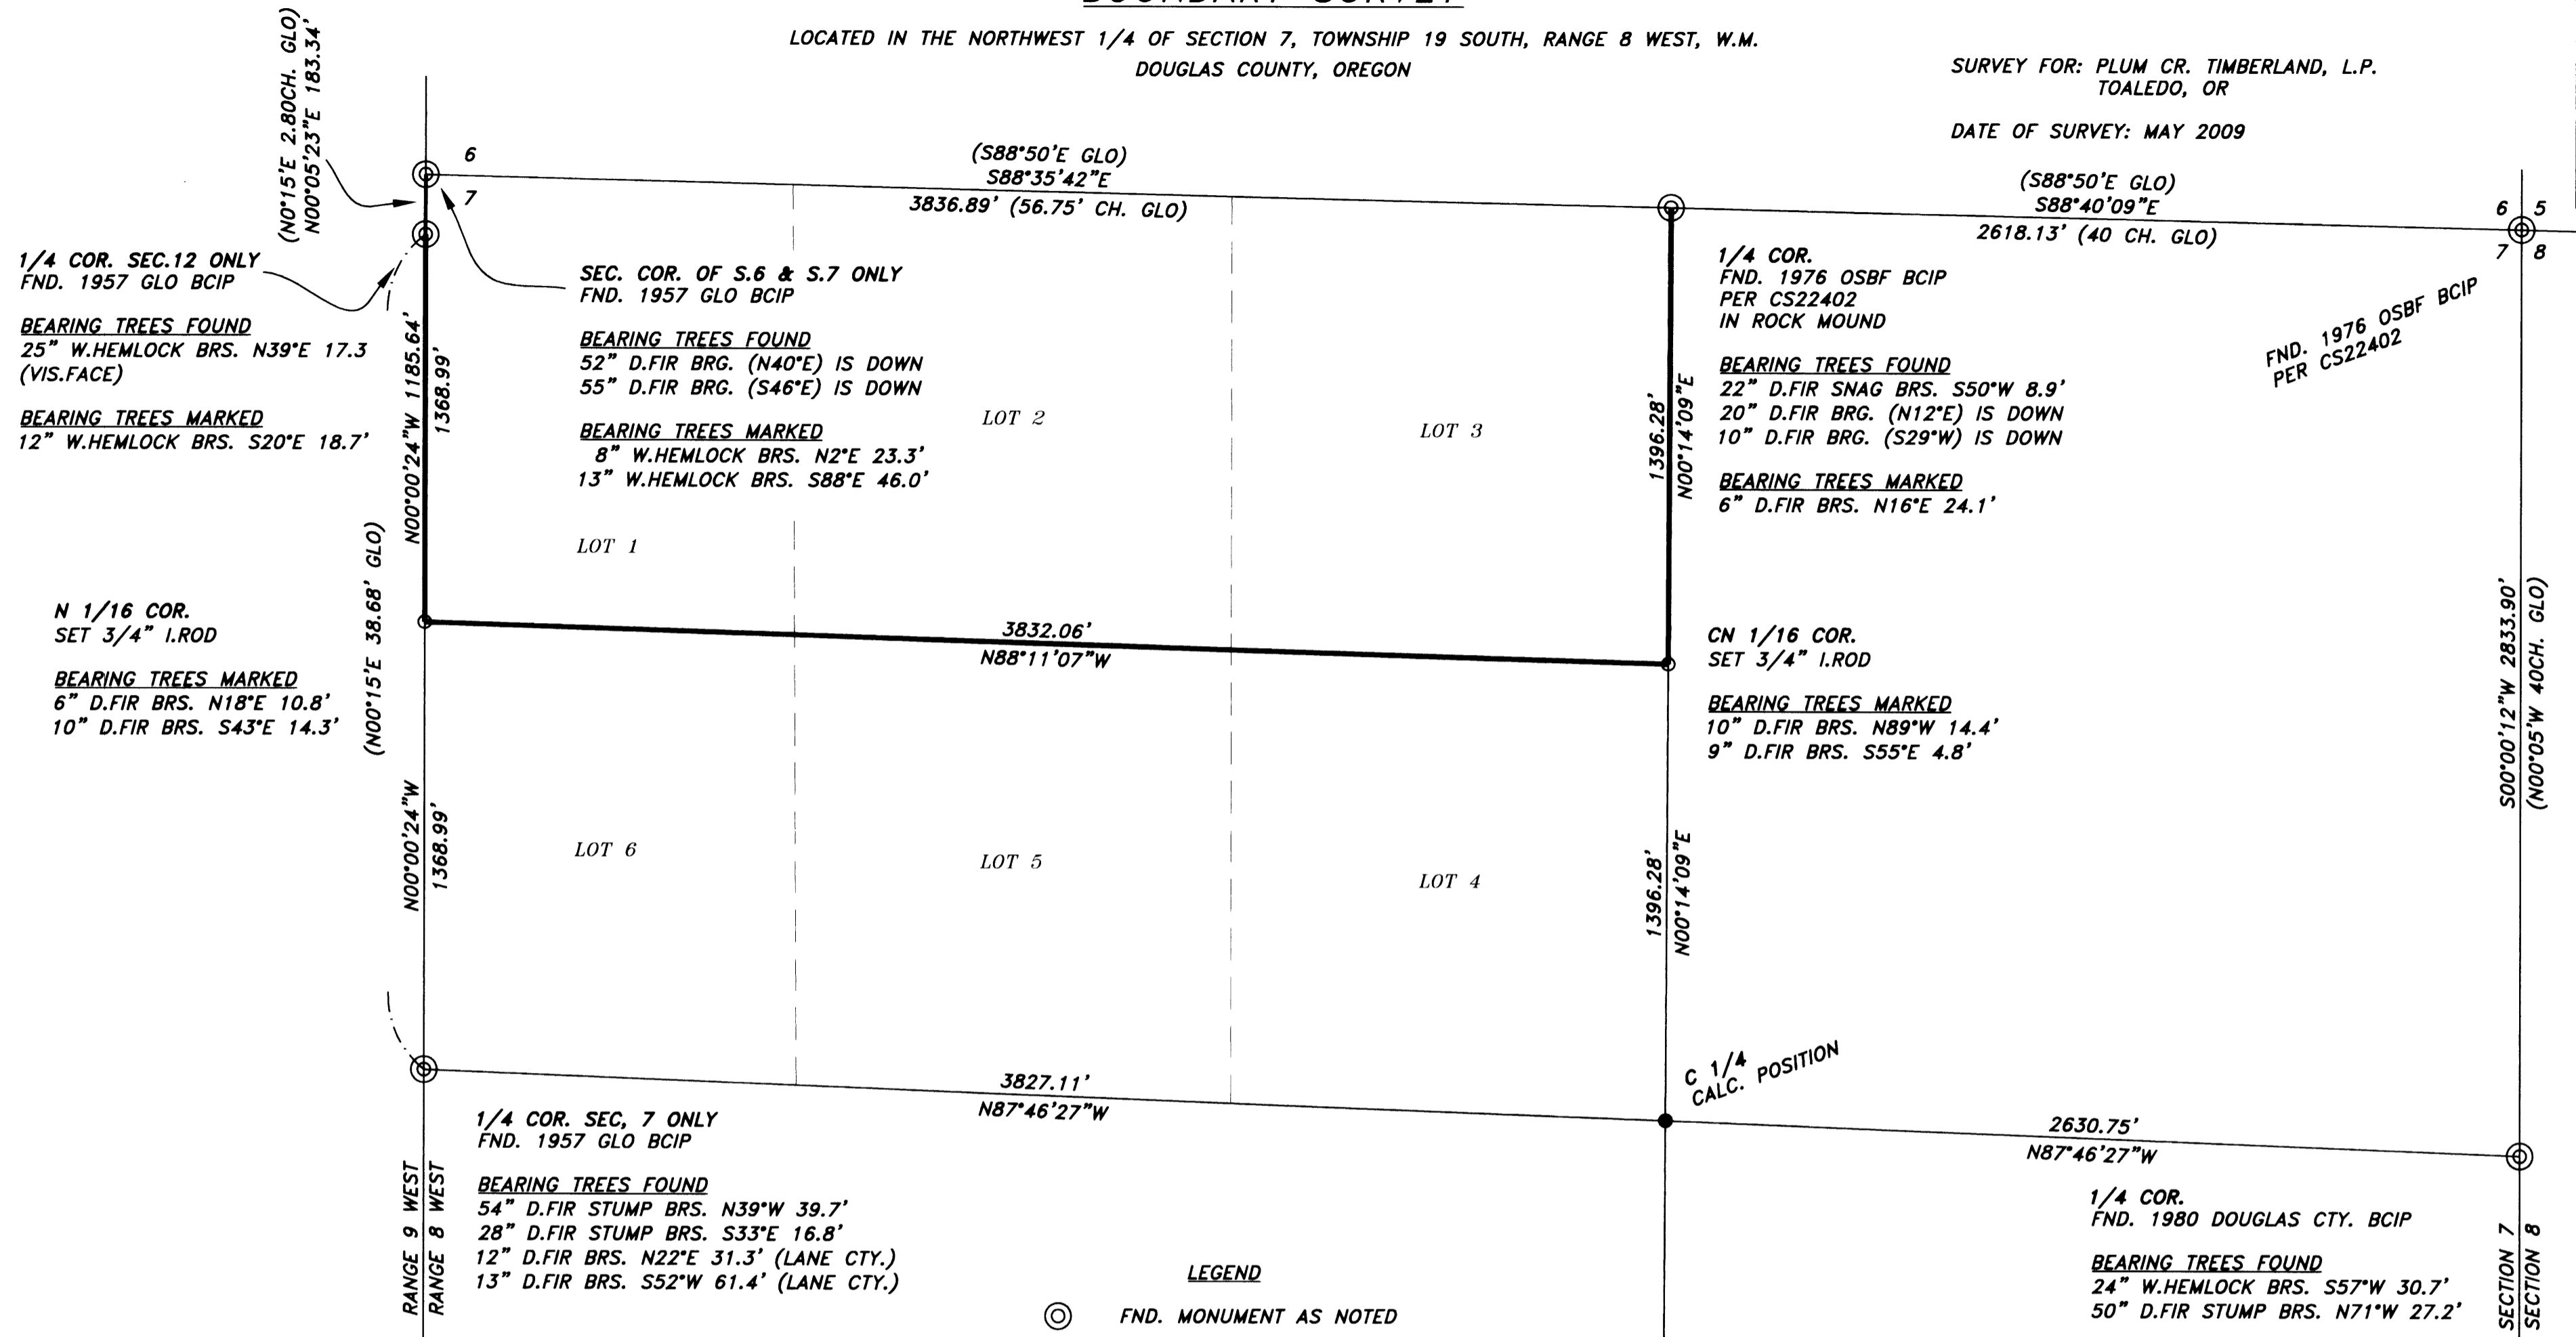 BOUNDARY SURVEY
LOCATED IN THE NORTHWEST 1/4 OF SECTION 7, TOWNSHIP 19 SOUTH, RANGE 8 WEST, W.M.
DOUGLAS COUNTY, OREGON
SURVEY FOR: PLUM CR. TIMBERLAND, L.P.
TOALEDO, OR
DATE OF SURVEY: MAY 2009
(N0°15'E 2.80CH. GLO)
N00°05'23"E 183.34'
6
7
(S88°50'E GLO)
S88°35'42"E
3836.89' (56.75' CH. GLO)
(S88°50'E GLO)
S88°40'09"E
2618.13' (40 CH. GLO)
6 5
7 8
1/4 COR. SEC.12 ONLY
FND. 1957 GLO BCIP
BEARING TREES FOUND
25" W.HEMLOCK BRS. N39°E 17.3
(VIS.FACE)
BEARING TREES MARKED
12" W.HEMLOCK BRS. S20°E 18.7'
SEC. COR. OF S.6 & S.7 ONLY
FND. 1957 GLO BCIP
BEARING TREES FOUND
52" D.FIR BRG. (N40°E) IS DOWN
55" D.FIR BRG. (S46°E) IS DOWN
BEARING TREES MARKED
8" W.HEMLOCK BRS. N2°E 23.3'
13" W.HEMLOCK BRS. S88°E 46.0'
1/4 COR.
FND. 1976 OSBF BCIP
PER CS22402
IN ROCK MOUND
BEARING TREES FOUND
22" D.FIR SNAG BRS. S50°W 8.9'
20" D.FIR BRG. (N12°E) IS DOWN
10" D.FIR BRG. (S29°W) IS DOWN
BEARING TREES MARKED
6" D.FIR BRS. N16°E 24.1'
FND. 1976 OSBF BCIP
PER CS22402
N00°00'24"W 1185.64'
1368.99'
LOT 2
LOT 3
LOT 1
1396.28'
N00°14'09"E
(N00°15'E 38.68' GLO)
N 1/16 COR.
SET 3/4" I.ROD
BEARING TREES MARKED
6" D.FIR BRS. N18°E 10.8'
10" D.FIR BRS. S43°E 14.3'
3832.06'
N88°11'07"W
CN 1/16 COR.
SET 3/4" I.ROD
BEARING TREES MARKED
10" D.FIR BRS. N89°W 14.4'
9" D.FIR BRS. S55°E 4.8'
S00°00'12"W 2833.90'
(N00°05'W 40CH. GLO)
N00°00'24"W
1368.99'
LOT 6
LOT 5
LOT 4
1396.28'
N00°14'09"E
C 1/4
CALC. POSITION
3827.11'
N87°46'27"W
2630.75'
N87°46'27"W
1/4 COR. SEC, 7 ONLY
FND. 1957 GLO BCIP
BEARING TREES FOUND
54" D.FIR STUMP BRS. N39°W 39.7'
28" D.FIR STUMP BRS. S33°E 16.8'
12" D.FIR BRS. N22°E 31.3' (LANE CTY.)
13" D.FIR BRS. S52°W 61.4' (LANE CTY.)
RANGE 9 WEST
RANGE 8 WEST
1/4 COR.
FND. 1980 DOUGLAS CTY. BCIP
BEARING TREES FOUND
24" W.HEMLOCK BRS. S57°W 30.7'
50" D.FIR STUMP BRS. N71°W 27.2'
SECTION 7
SECTION 8
LEGEND
FND. MONUMENT AS NOTED